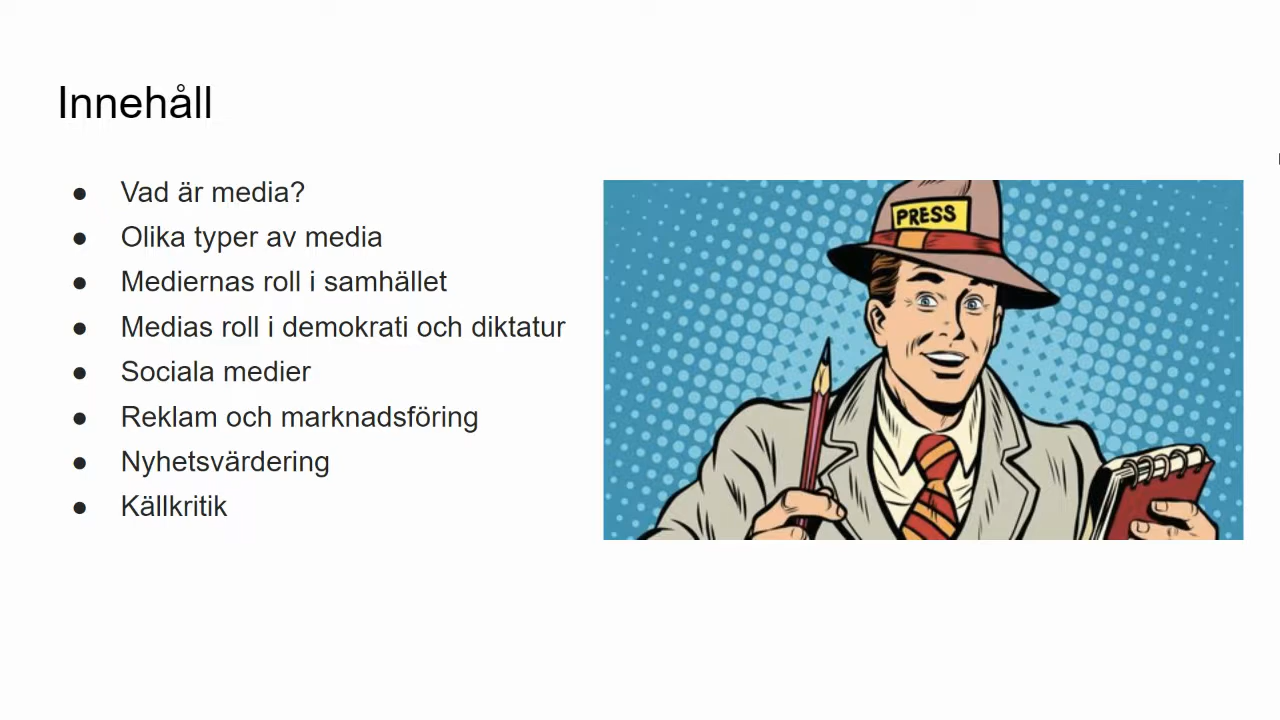 Innehåll
● Vad är media?
● Olika typer av media
● Mediernas roll i samhället
● Medias roll i demokrati och diktatur
● Sociala medier
● Reklam och marknadsföring
● Nyhetsvärdering
● Källkritik
PRESS